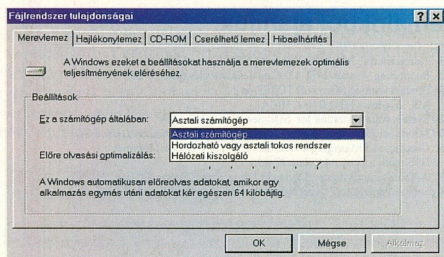 Fájlrendszer tulajdonságai
Merevlemez Hajlékonylemez CD-ROM Cserélhető lemez Hibaelhárítás
A Windows ezeket a beállításokat használja a merevlemezek optimális
teljesítményének eléréséhez.
Beállítások
Ez a számítógép általában: Asztali számítógép
Asztali számítógép
Hordozható vagy asztali tokos rendszer
Hálózati kiszolgáló
Előre olvasási optimalizálás:
A Windows automatikusan előreolvas adatokat, amikor egy
alkalmazás egymás utáni adatokat kér egészen 64 kilobájtig.
OK Mégse Alkalmaz